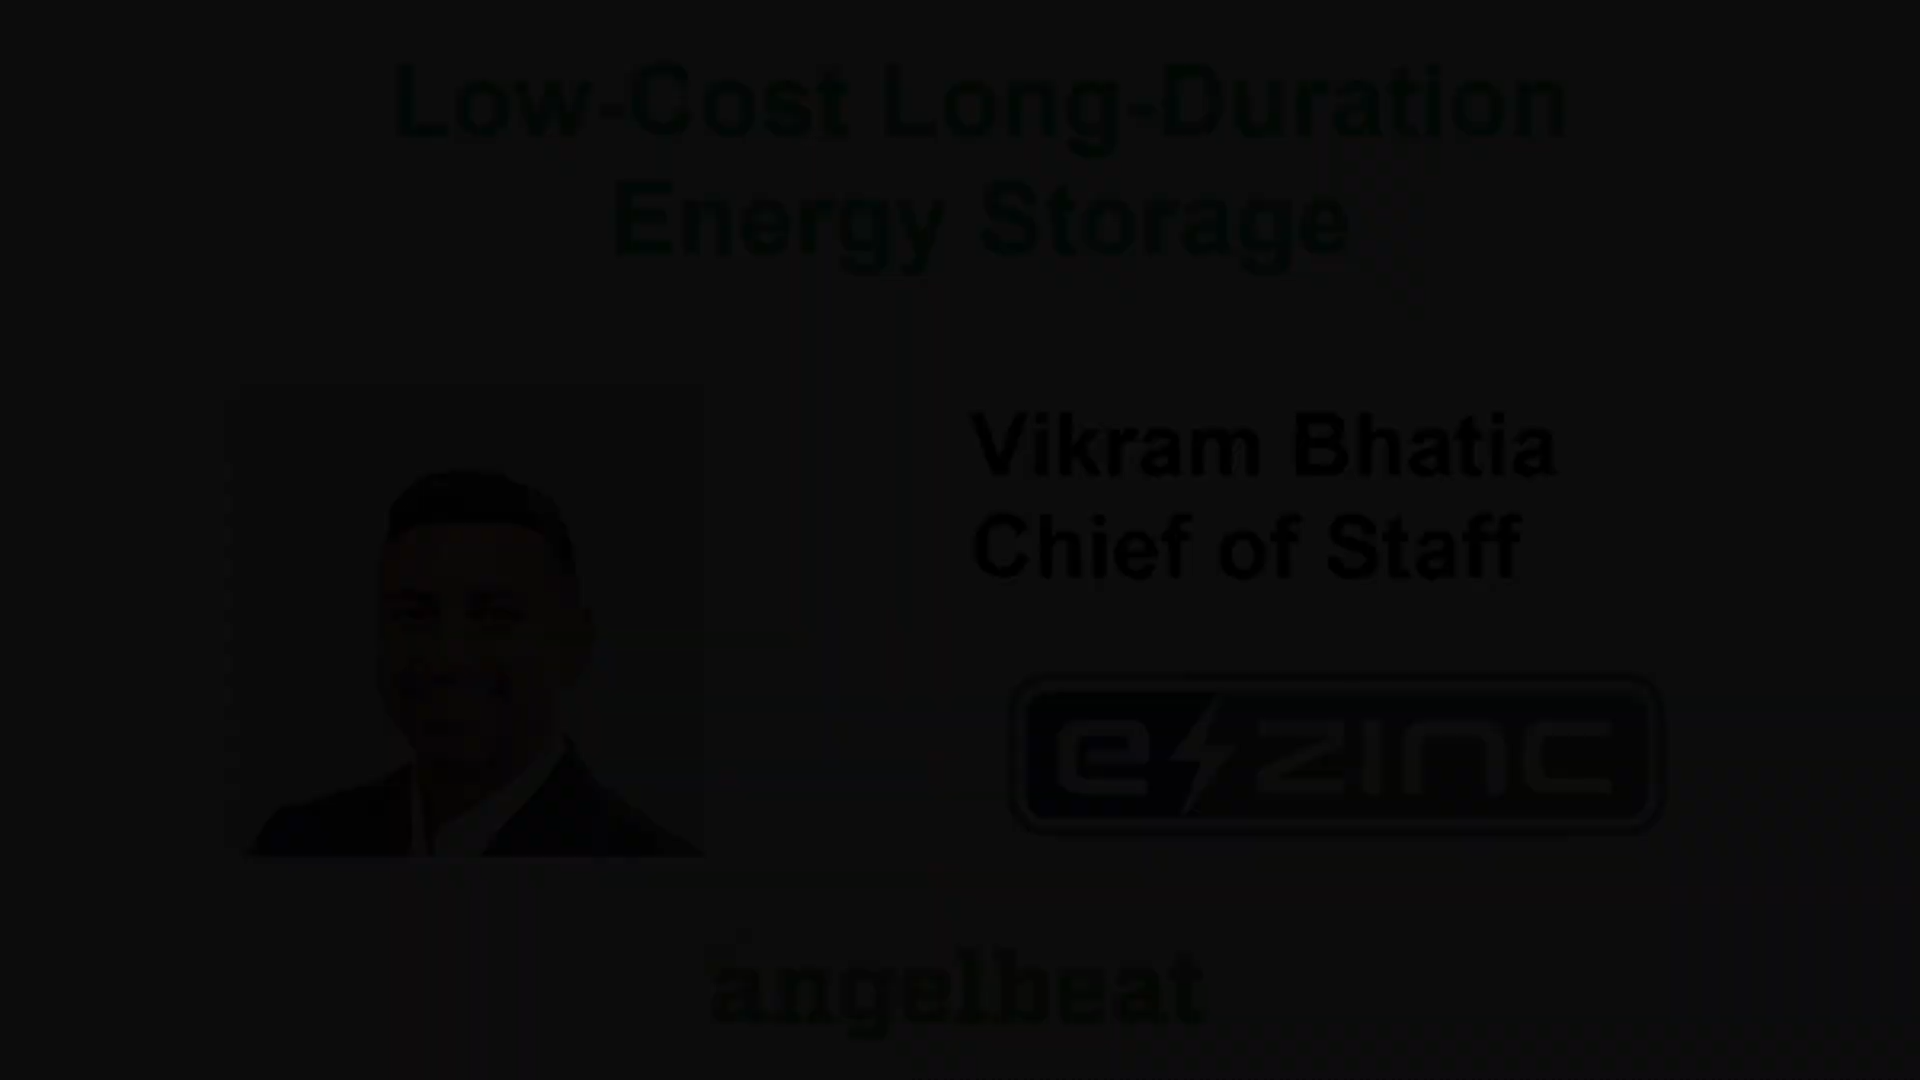 Low-Cost Long-Duration
Energy Storage
Vikram Bhatia
Chief of Staff
e zinc
angelbeat